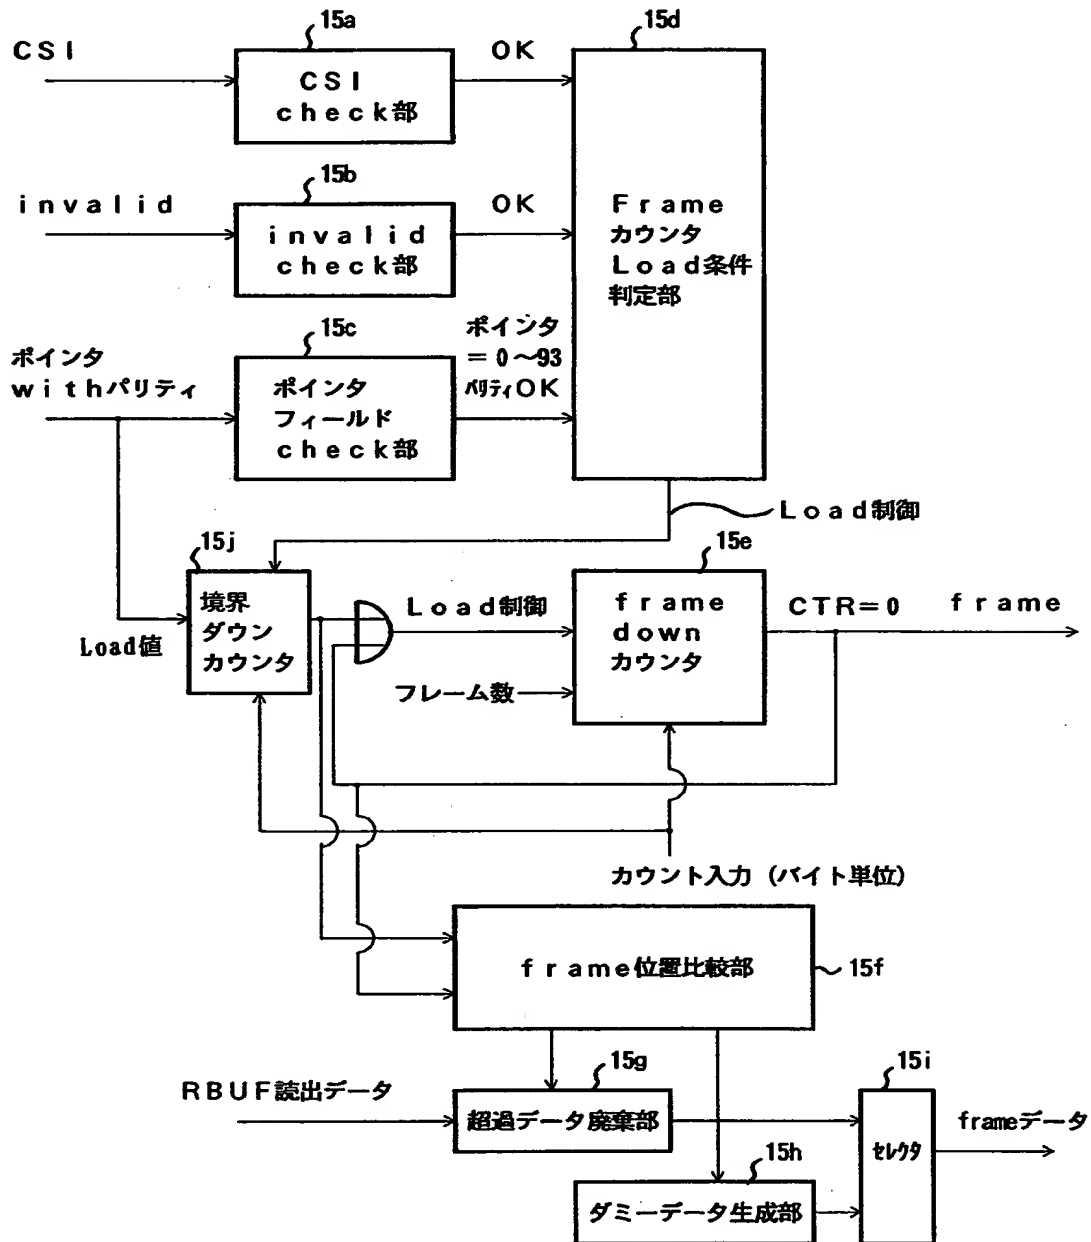 15a
15d
CSI
OK
CSI
check部
15b
invalid
OK
invalid
check部
Frame
カウンタ
Load条件
判定部
15c
ポインタ
withパリティ
ポインタ
=0~93
パリティOK
ポインタ
フィールド
check部
Load制御
15j
15e
境界
ダウン
カウンタ
Load値
Load制御
frame
down
カウンタ
CTR=0
frame
フレーム数
カウント入力(バイト単位)
frame位置比較部
15f
15g
15i
RBUF読出データ
超過データ廃棄部
セレクタ
frameデータ
15h
ダミーデータ生成部